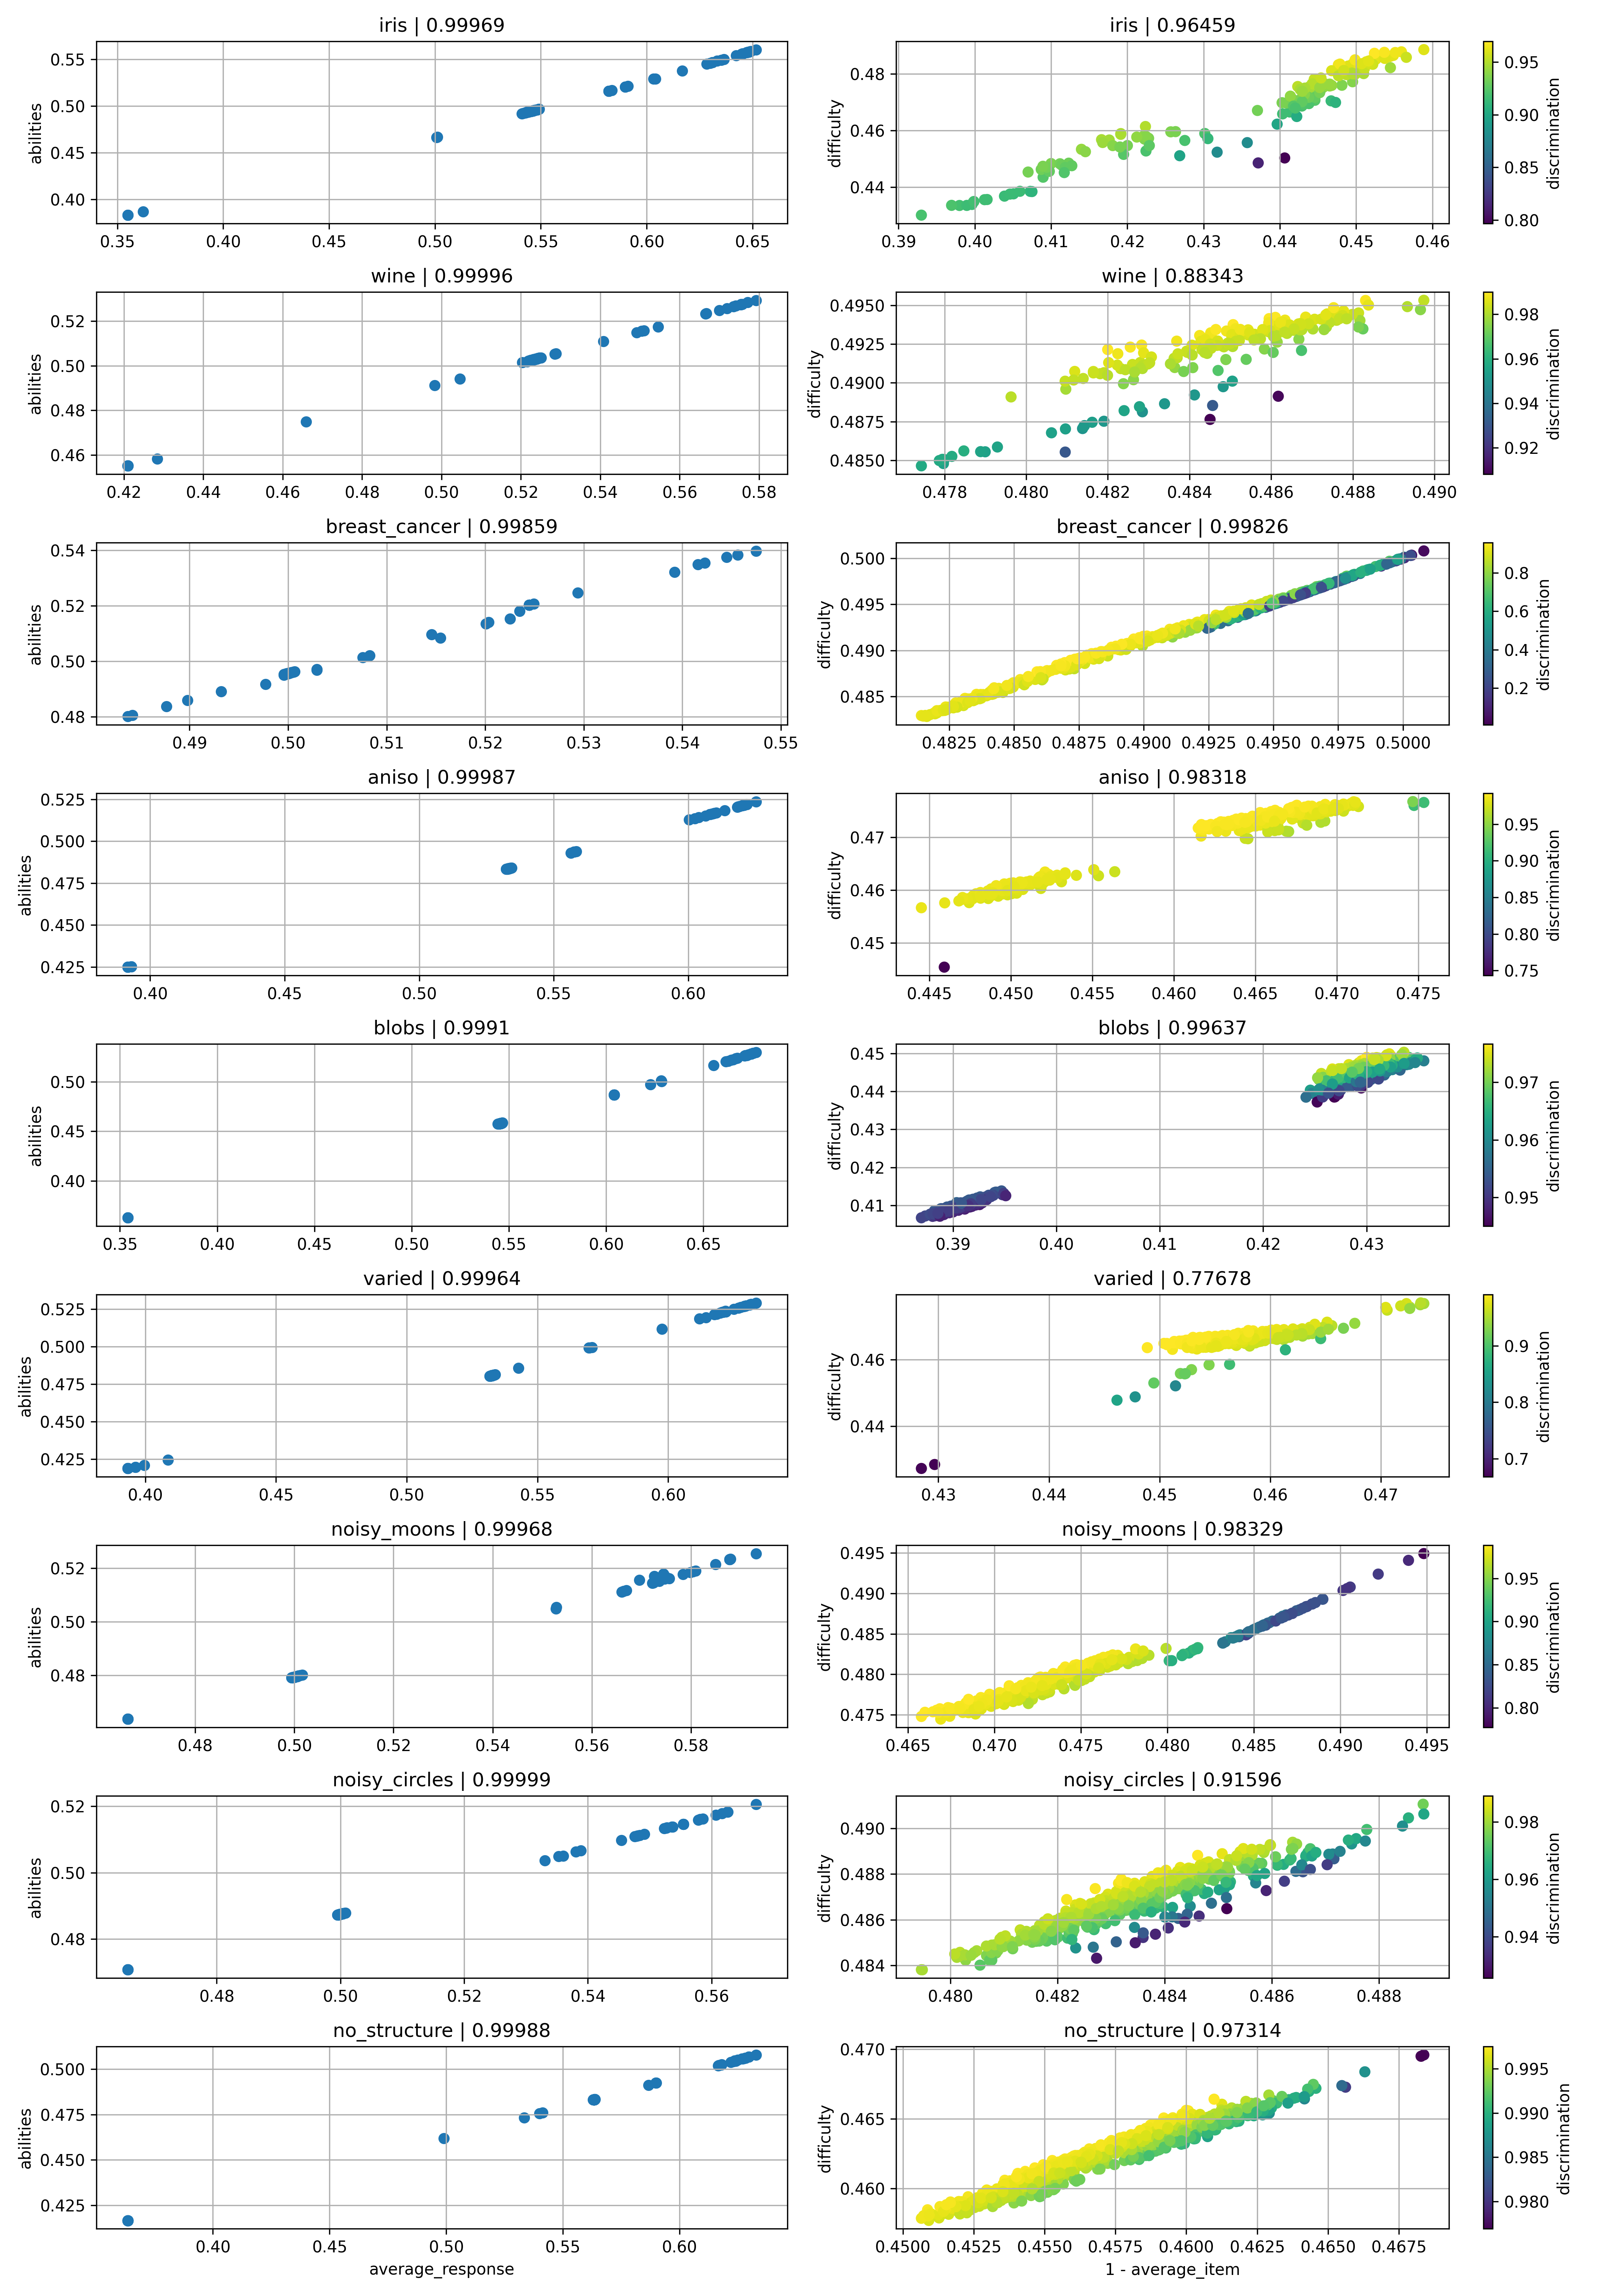 iris | 0.99969
iris | 0.96459
abilities
0.55
0.50
0.45
0.40
0.35 0.40 0.45 0.50 0.55 0.60 0.65
difficulty
0.48
0.46
0.44
0.39 0.40 0.41 0.42 0.43 0.44 0.45 0.46
0.95
0.90
0.85
0.80
discrimination
wine | 0.99996
wine | 0.88343
abilities
0.52
0.50
0.48
0.46
0.42 0.44 0.46 0.48 0.50 0.52 0.54 0.56 0.58
difficulty
0.4950
0.4925
0.4900
0.4875
0.4850
0.478 0.480 0.482 0.484 0.486 0.488 0.490
0.98
0.96
0.94
0.92
discrimination
breast_cancer | 0.99859
breast_cancer | 0.99826
abilities
0.54
0.52
0.50
0.48
0.49 0.50 0.51 0.52 0.53 0.54 0.55
difficulty
0.500
0.495
0.490
0.485
0.4825 0.4850 0.4875 0.4900 0.4925 0.4950 0.4975 0.5000
0.8
0.6
0.4
0.2
discrimination
aniso | 0.99987
aniso | 0.98318
abilities
0.525
0.500
0.475
0.450
0.425
0.40 0.45 0.50 0.55 0.60
difficulty
0.47
0.46
0.45
0.445 0.450 0.455 0.460 0.465 0.470 0.475
0.95
0.90
0.85
0.80
0.75
discrimination
blobs | 0.9991
blobs | 0.99637
abilities
0.50
0.45
0.40
0.35 0.40 0.45 0.50 0.55 0.60 0.65
difficulty
0.45
0.44
0.43
0.42
0.41
0.39 0.40 0.41 0.42 0.43
0.97
0.96
0.95
discrimination
varied | 0.99964
varied | 0.77678
abilities
0.525
0.500
0.475
0.450
0.425
0.40 0.45 0.50 0.55 0.60
difficulty
0.46
0.44
0.43 0.44 0.45 0.46 0.47
0.9
0.8
0.7
discrimination
noisy_moons | 0.99968
noisy_moons | 0.98329
abilities
0.52
0.50
0.48
0.48 0.50 0.52 0.54 0.56 0.58
difficulty
0.495
0.490
0.485
0.480
0.475
0.465 0.470 0.475 0.480 0.485 0.490 0.495
0.95
0.90
0.85
0.80
discrimination
noisy_circles | 0.99999
noisy_circles | 0.91596
abilities
0.52
0.50
0.48
0.48 0.50 0.52 0.54 0.56
difficulty
0.490
0.488
0.486
0.484
0.480 0.482 0.484 0.486 0.488
0.98
0.96
0.94
discrimination
no_structure | 0.99988
no_structure | 0.97314
abilities
0.500
0.475
0.450
0.425
0.40 0.45 0.50 0.55 0.60
average_response
difficulty
0.470
0.465
0.460
0.4500 0.4525 0.4550 0.4575 0.4600 0.4625 0.4650 0.4675
1 - average_item
0.995
0.990
0.985
0.980
discrimination